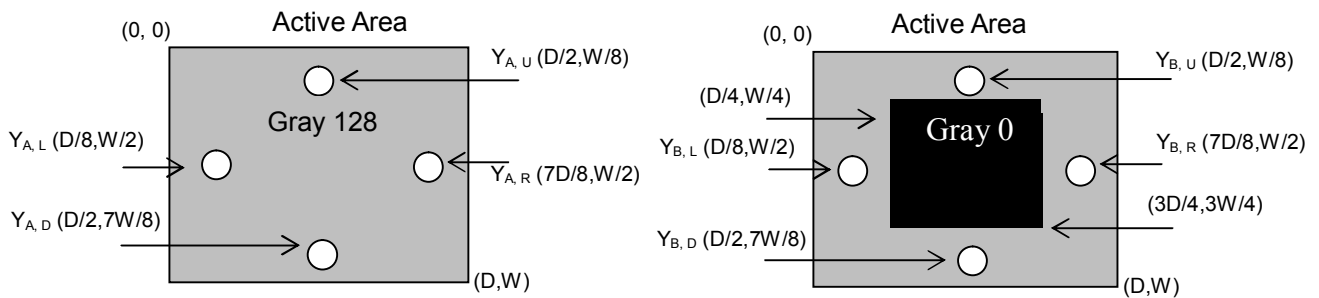 Active Area
(0, 0)
Y_A, U (D/2,W/8)
Gray 128
Y_A, L (D/8,W/2)
Y_A, R (7D/8,W/2)
Y_A, D (D/2,7W/8)
(D,W)
Active Area
(0, 0)
Y_B, U (D/2,W/8)
(D/4,W/4)
Gray 0
Y_B, L (D/8,W/2)
Y_B, R (7D/8,W/2)
(3D/4,3W/4)
Y_B, D (D/2,7W/8)
(D,W)